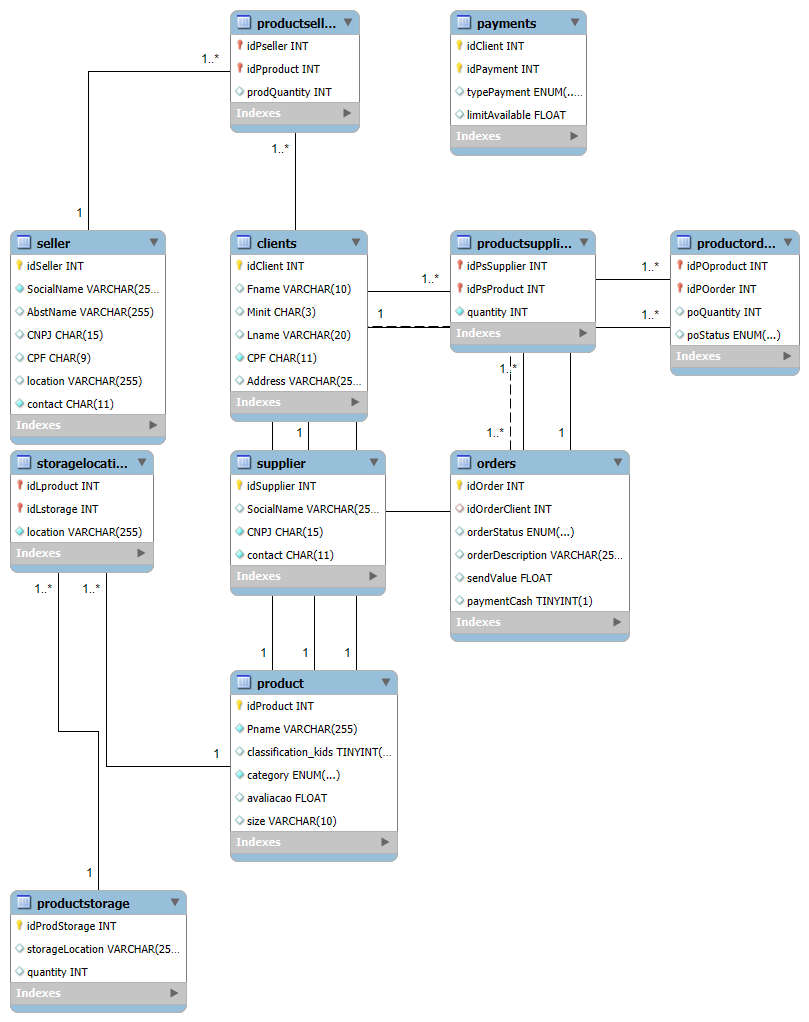 productsell...
idPseller INT
idPproduct INT
prodQuantity INT
Indexes
payments
idClient INT
idPayment INT
typePayment ENUM(...
limitAvailable FLOAT
Indexes
1..*
1..*
1
seller
idSeller INT
SocialName VARCHAR(25...
AbstName VARCHAR(255)
CNPJ CHAR(15)
CPF CHAR(9)
location VARCHAR(255)
contact CHAR(11)
Indexes
clients
idClient INT
Fname VARCHAR(10)
Minit CHAR(3)
Lname VARCHAR(20)
CPF CHAR(11)
Address VARCHAR(25...
Indexes
1..*
1
productsuppli...
idPsSupplier INT
idPsProduct INT
quantity INT
Indexes
1..*
1..*
productord...
idPOproduct INT
idPOorder INT
poQuantity INT
poStatus ENUM(...)
Indexes
1..*
1
1..*
1
storagelocati...
idLproduct INT
idLstorage INT
location VARCHAR(255)
Indexes
supplier
idSupplier INT
SocialName VARCHAR(25...
CNPJ CHAR(15)
contact CHAR(11)
Indexes
orders
idOrder INT
idOrderClient INT
orderStatus ENUM(...)
orderDescription VARCHAR(25...
sendValue FLOAT
paymentCash TINYINT(1)
Indexes
1..*
1..*
1
1
1
1
product
idProduct INT
Pname VARCHAR(255)
classification_kids TINYINT(...
category ENUM(...)
avaliacao FLOAT
size VARCHAR(10)
Indexes
1
productstorage
idProdStorage INT
storageLocation VARCHAR(25...
quantity INT
Indexes